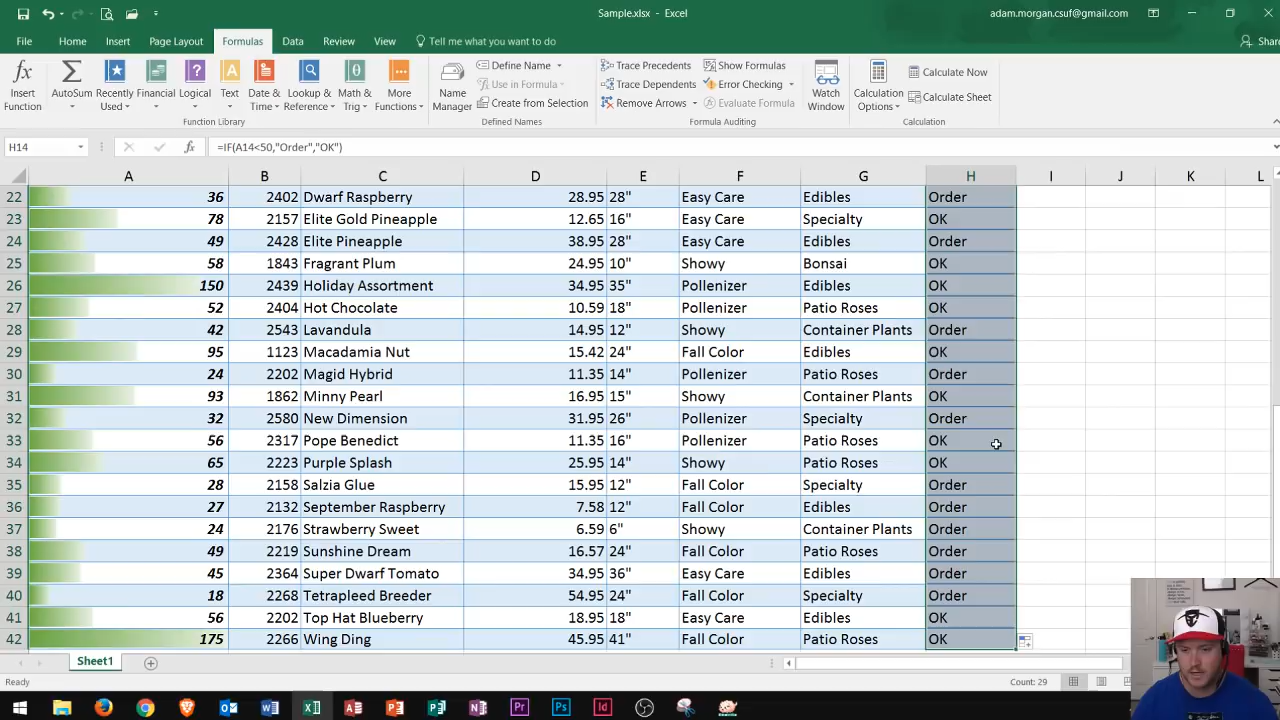 Sample.xlsx - Excel
adam.morgan.csuf@gmail.com
File Home Insert Page Layout Formulas Data Review View Tell me what you want to do Share
Insert Function
AutoSum
Recently Used
Financial
Logical
Text
Date & Time
Lookup & Reference
Math & Trig
More Functions
Function Library
Name Manager
Define Name
Use in Formula
Create from Selection
Defined Names
Trace Precedents
Trace Dependents
Remove Arrows
Show Formulas
Error Checking
Evaluate Formula
Formula Auditing
Watch Window
Calculation Options
Calculate Now
Calculate Sheet
Calculation
H14 fx =IF(A14<50,"Order","OK")
A B C D E F G H I J K L
22 36 2402 Dwarf Raspberry 28.95 28" Easy Care Edibles Order
23 78 2157 Elite Gold Pineapple 12.65 16" Easy Care Specialty OK
24 49 2428 Elite Pineapple 38.95 28" Easy Care Edibles Order
25 58 1843 Fragrant Plum 24.95 10" Showy Bonsai OK
26 150 2439 Holiday Assortment 34.95 35" Pollenizer Edibles OK
27 52 2404 Hot Chocolate 10.59 18" Pollenizer Patio Roses OK
28 42 2543 Lavandula 14.95 12" Showy Container Plants Order
29 95 1123 Macadamia Nut 15.42 24" Fall Color Edibles OK
30 24 2202 Magid Hybrid 11.35 14" Pollenizer Patio Roses Order
31 93 1862 Minny Pearl 16.95 15" Showy Container Plants OK
32 32 2580 New Dimension 31.95 26" Pollenizer Specialty Order
33 56 2317 Pope Benedict 11.35 16" Pollenizer Patio Roses OK
34 65 2223 Purple Splash 25.95 14" Showy Patio Roses OK
35 28 2158 Salzia Glue 15.95 12" Fall Color Specialty Order
36 27 2132 September Raspberry 7.58 12" Fall Color Edibles Order
37 24 2176 Strawberry Sweet 6.59 6" Showy Container Plants Order
38 49 2219 Sunshine Dream 16.57 24" Fall Color Patio Roses Order
39 45 2364 Super Dwarf Tomato 34.95 36" Easy Care Edibles Order
40 18 2268 Tetrapleed Breeder 54.95 24" Fall Color Specialty Order
41 56 2202 Top Hat Blueberry 18.95 18" Easy Care Edibles OK
42 175 2266 Wing Ding 45.95 41" Fall Color Patio Roses OK
Sheet1
Ready Count: 29
Pr Ps Id